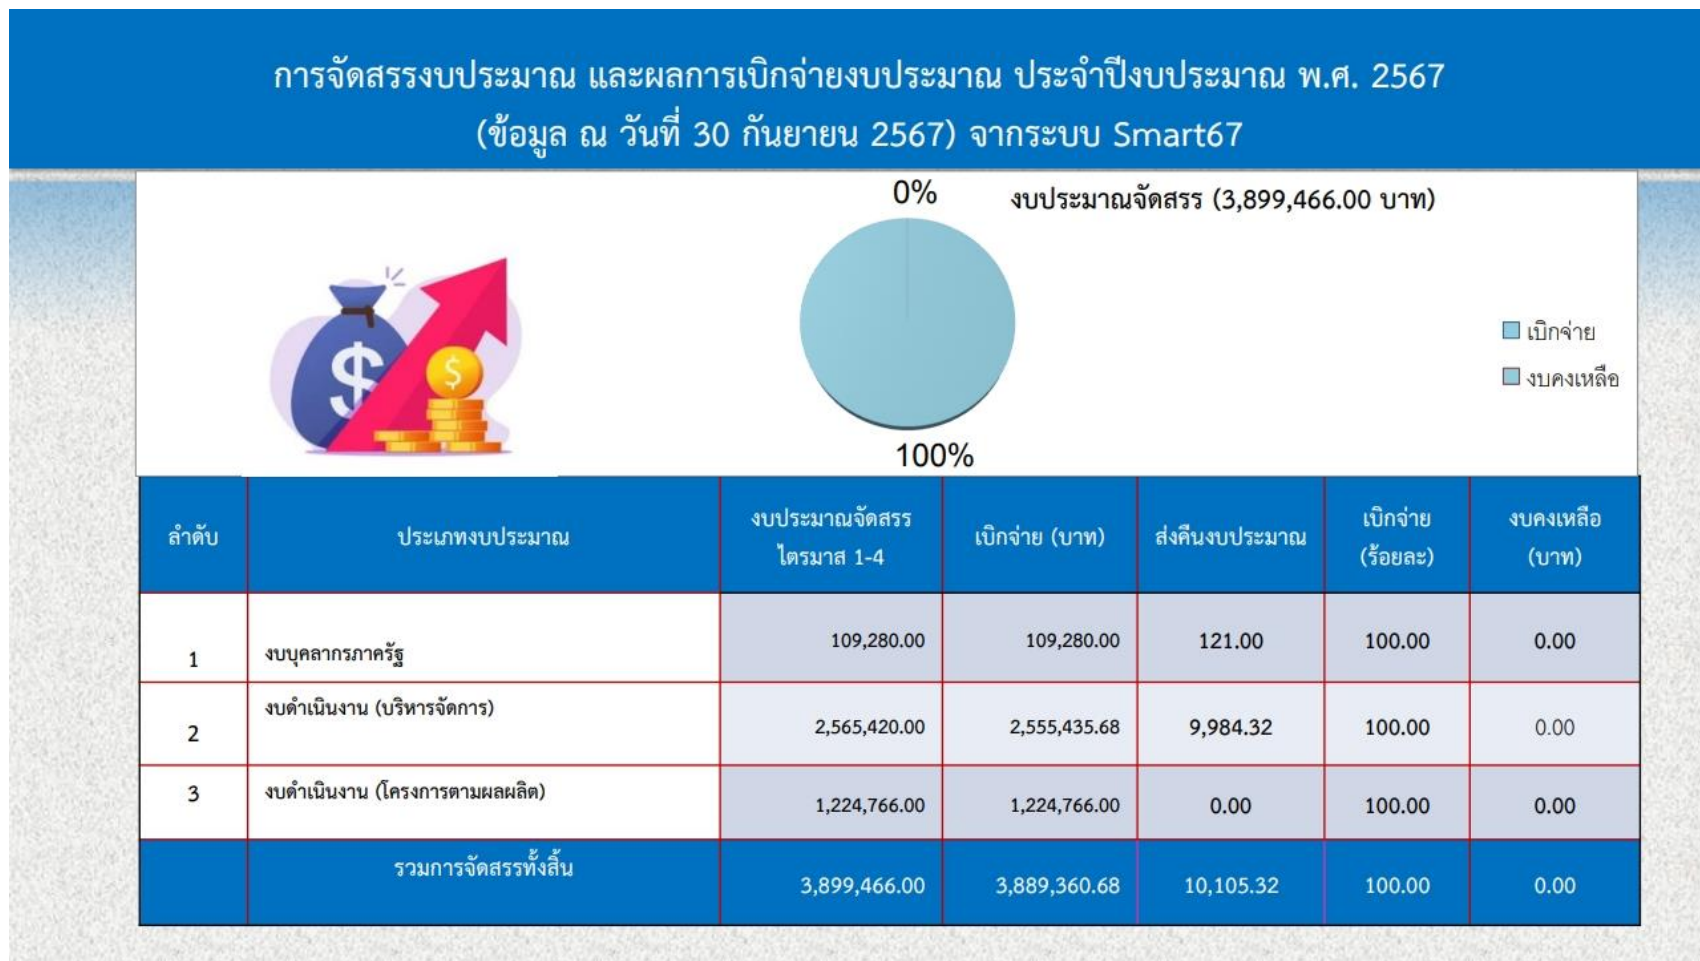 การจัดสรรงบประมาณ และผลการเบิกจ่ายงบประมาณ ประจำปีงบประมาณ พ.ศ. 2567
(ข้อมูล ณ วันที่ 30 กันยายน 2567) จากระบบ Smart67
0%
งบประมาณจัดสรร (3,899,466.00 บาท)
เบิกจ่าย
งบคงเหลือ
100%
ลำดับ ประเภทงบประมาณ งบประมาณจัดสรร ไตรมาส 1-4 เบิกจ่าย (บาท) ส่งคืนงบประมาณ เบิกจ่าย (ร้อยละ) งบคงเหลือ (บาท)
1 งบบุคลากรภาครัฐ 109,280.00 109,280.00 121.00 100.00 0.00
2 งบดำเนินงาน (บริหารจัดการ) 2,565,420.00 2,555,435.68 9,984.32 100.00 0.00
3 งบดำเนินงาน (โครงการตามผลผลิต) 1,224,766.00 1,224,766.00 0.00 100.00 0.00
รวมการจัดสรรทั้งสิ้น 3,899,466.00 3,889,360.68 10,105.32 100.00 0.00